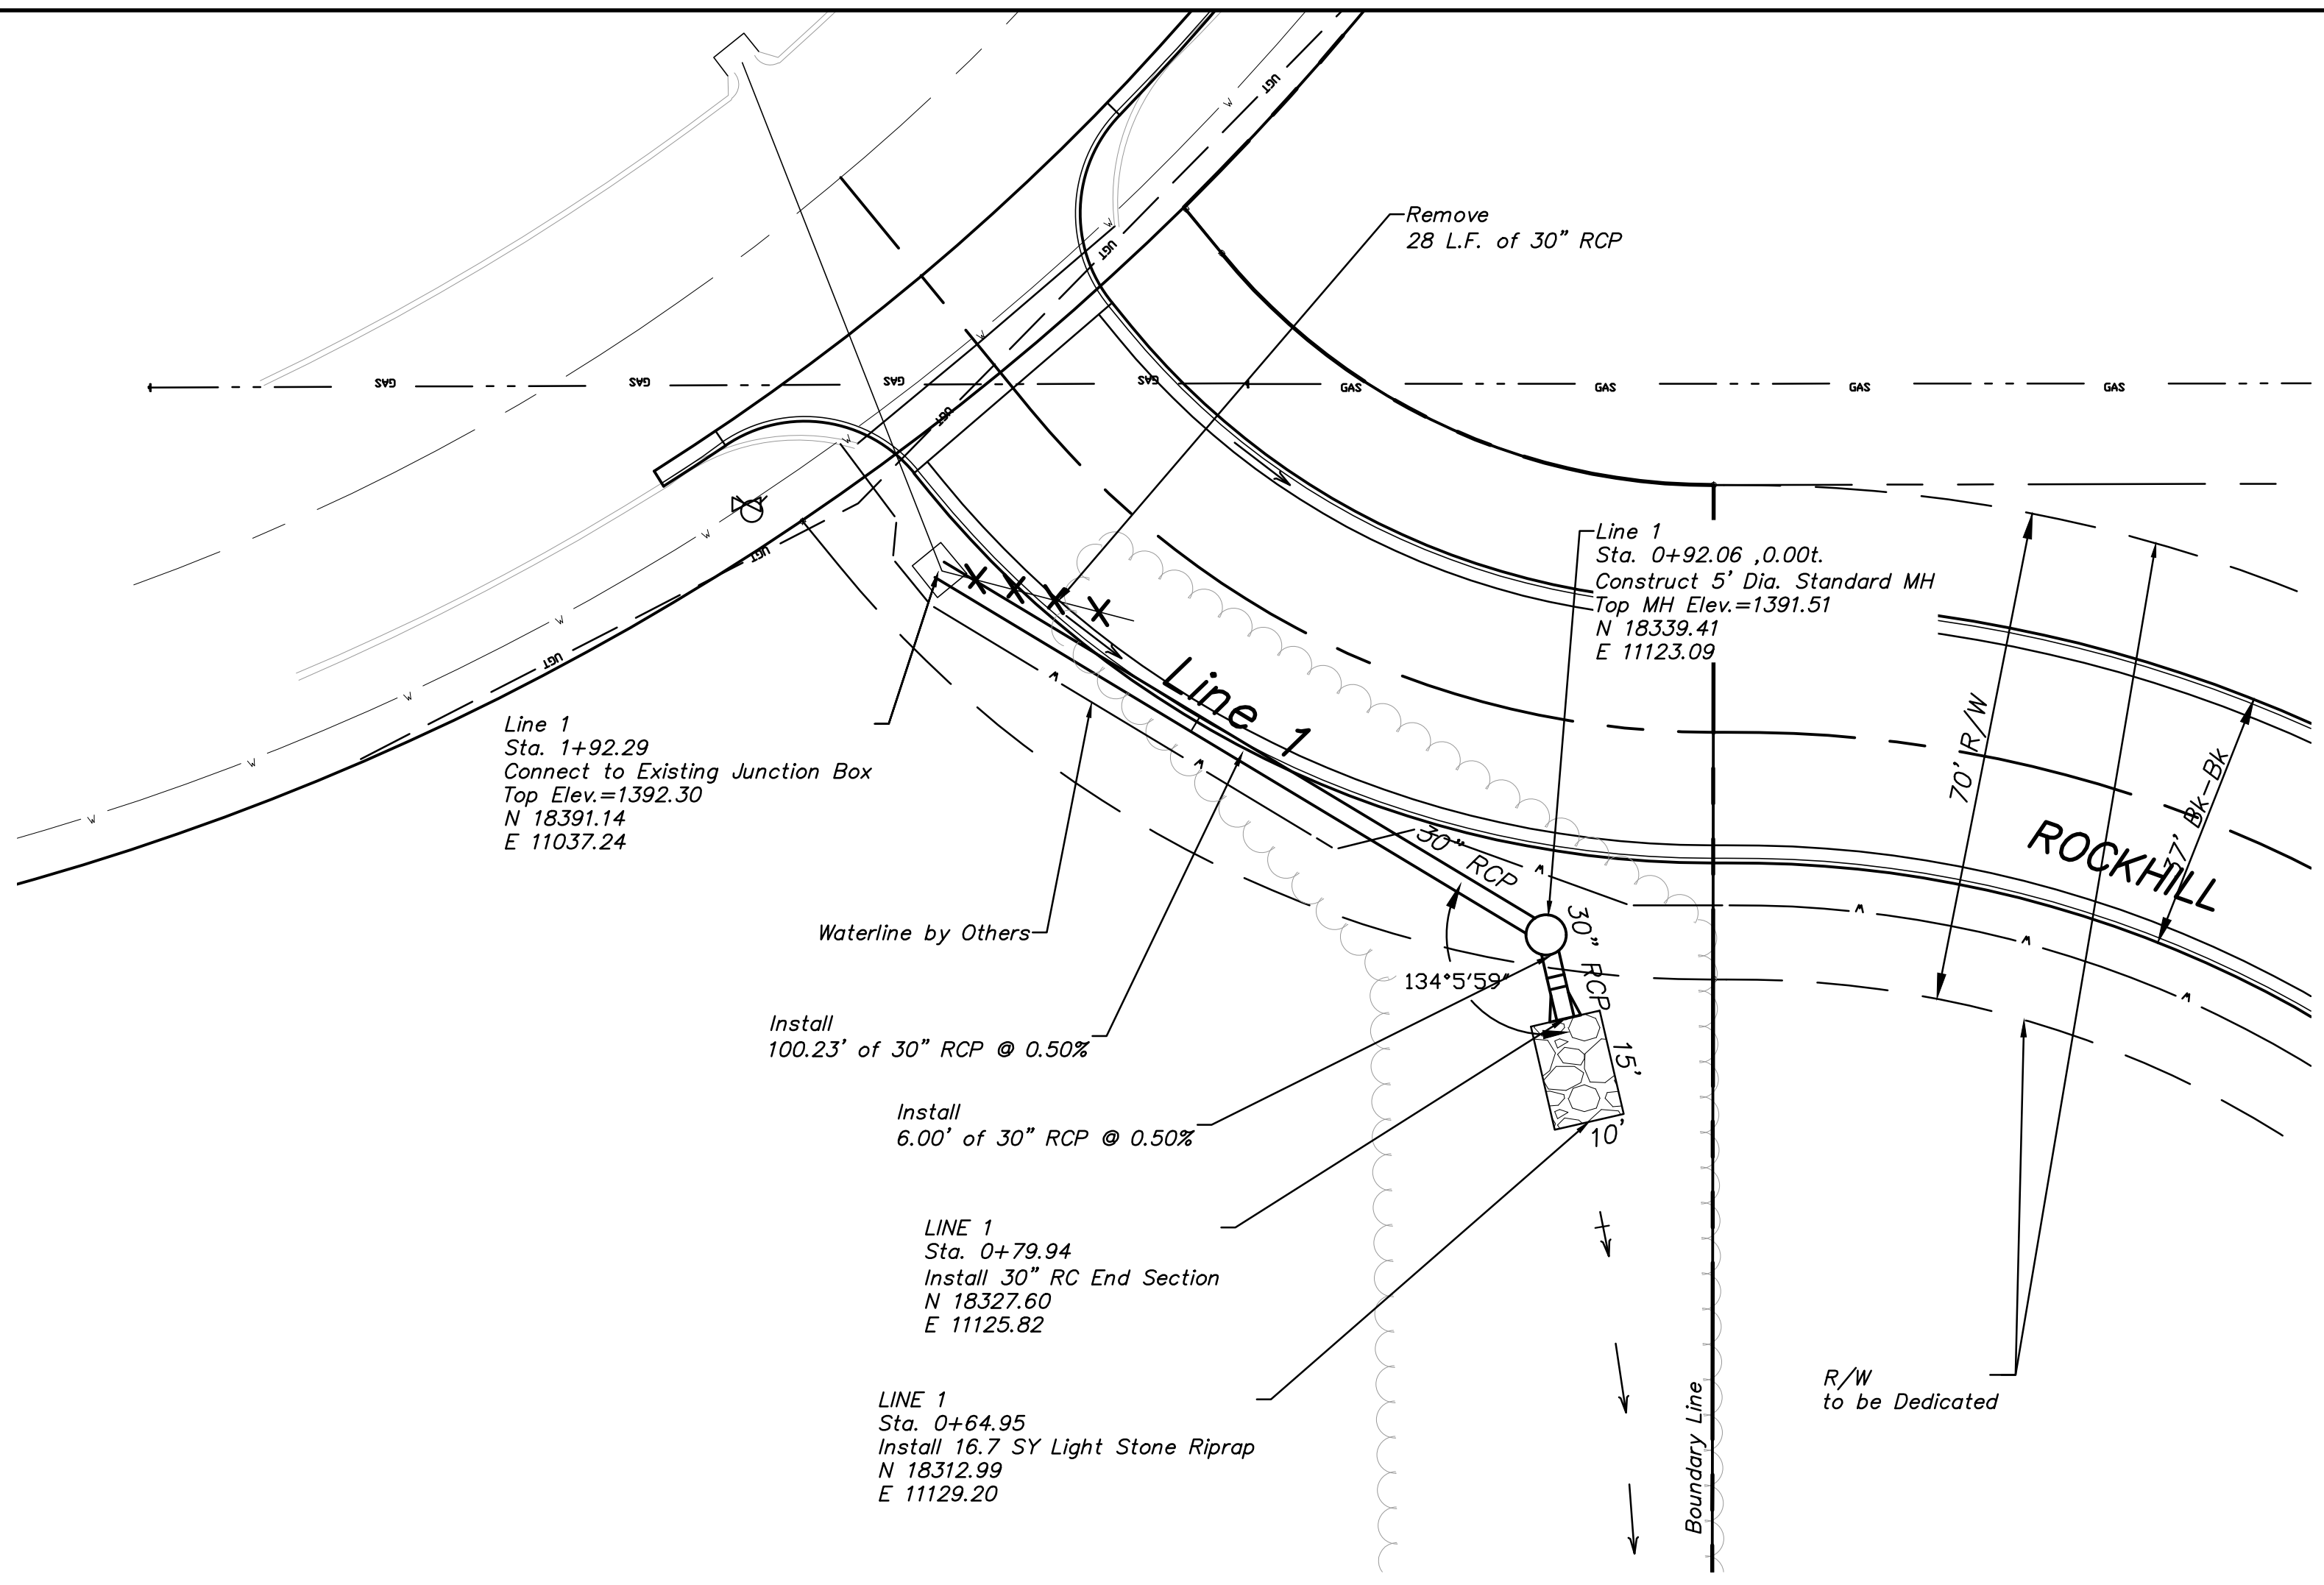 UGT
W
Remove
28 L.F. of 30" RCP
UGT
W
W
GAS
GAS
GAS
GAS
GAS
GAS
GAS
GAS
UGT
W
W
UGT
W
UGT
W
W
W
Line 1
Sta. 0+92.06 ,0.00t.
Construct 5' Dia. Standard MH
Top MH Elev.=1391.51
N 18339.41
E 11123.09
Line 1
W
W
W
W
W
W
Line 1
Sta. 1+92.29
Connect to Existing Junction Box
Top Elev.=1392.30
N 18391.14
E 11037.24
70' R/W
37' Bk-Bk
ROCKHILL
30" RCP
30" RCP
Waterline by Others
134°5'59"
Install
100.23' of 30" RCP @ 0.50%
15'
Install
6.00' of 30" RCP @ 0.50%
10'
LINE 1
Sta. 0+79.94
Install 30" RC End Section
N 18327.60
E 11125.82
LINE 1
Sta. 0+64.95
Install 16.7 SY Light Stone Riprap
N 18312.99
E 11129.20
Boundary Line
R/W
to be Dedicated